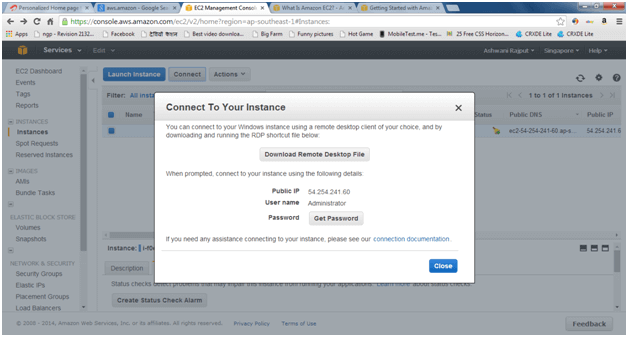 Personalized Home page
aws.amazon - Google Sea
EC2 Management Conso
What Is Amazon EC2? - A
Getting Started with Amaz
https://console.aws.amazon.com/ec2/v2/home?region=ap-southeast-1#Instances:
Apps
ngp - Revision 2132
Facebook
Best video downloa
Bank
Funny pictures
Hot Game
MobileTest.me - Tes
25 Free CSS Horizon
CRXDE Lite
CRXDE Lite
Services
Edit
Ashwani Rajput
Singapore
Help
EC2 Dashboard
Events
Tags
Reports
INSTANCES
Instances
Spot Requests
Reserved Instances
IMAGES
AMIs
Bundle Tasks
ELASTIC BLOCK STORE
Volumes
Snapshots
NETWORK & SECURITY
Security Groups
Elastic IPs
Placement Groups
Load Balancers
Launch Instance
Connect
Actions
Filter: All inst
1 to 1 of 1 Instances
Name
Status
Public DNS
Public IP
ec2-54-254-241-60.ap-s
54.254.241.6
Connect To Your Instance
You can connect to your Windows instance using a remote desktop client of your choice, and by
downloading and running the RDP shortcut file below:
Download Remote Desktop File
When prompted, connect to your instance using the following details:
Public IP 54.254.241.60
User name Administrator
Password Get Password
If you need any assistance connecting to your instance, please see our connection documentation.
Close
Instance:
Description
Status checks detect problems that may impair this instance from running your applications. Learn more about status checks.
Create Status Check Alarm
© 2008 - 2014, Amazon Web Services, Inc. or its affiliates. All rights reserved.
Privacy Policy
Terms of Use
Feedback